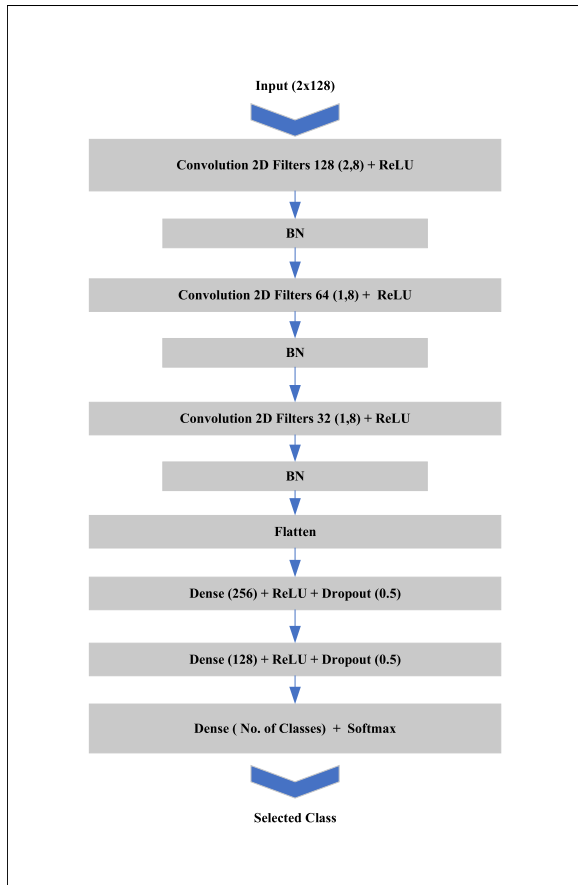 Input (2x128)
Convolution 2D Filters 128 (2,8) + ReLU
BN
Convolution 2D Filters 64 (1,8) + ReLU
BN
Convolution 2D Filters 32 (1,8) + ReLU
BN
Flatten
Dense (256) + ReLU + Dropout (0.5)
Dense (128) + ReLU + Dropout (0.5)
Dense ( No. of Classes) + Softmax
Selected Class